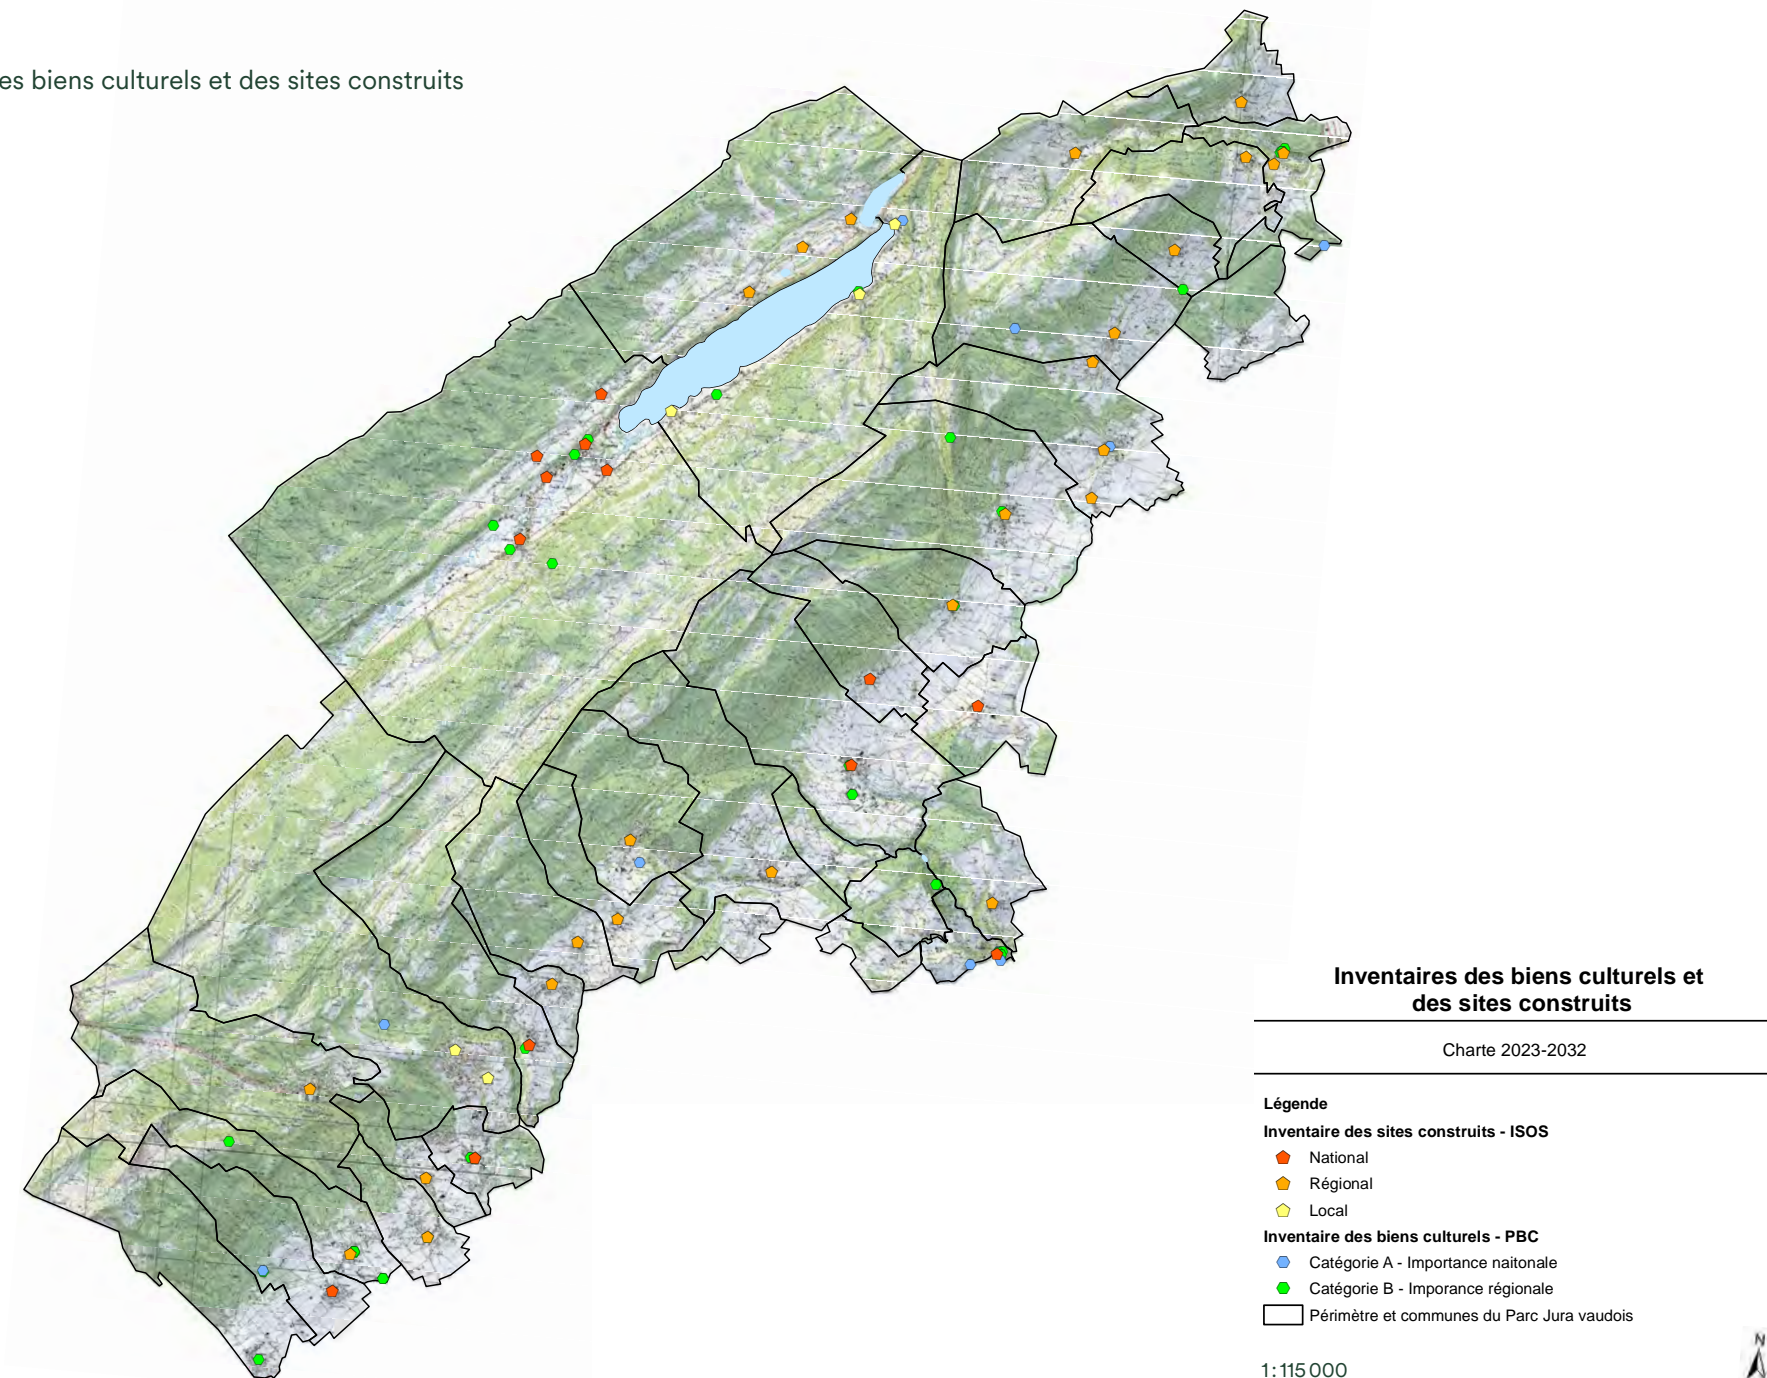 es biens culturels et des sites construits
Inventaires des biens culturels et
des sites construits
Charte 2023-2032
Légende
Inventaire des sites construits - ISOS
National
Régional
Local
Inventaire des biens culturels - PBC
Catégorie A - Importance naitonale
Catégorie B - Imporance régionale
Périmètre et communes du Parc Jura vaudois
1:115000
N